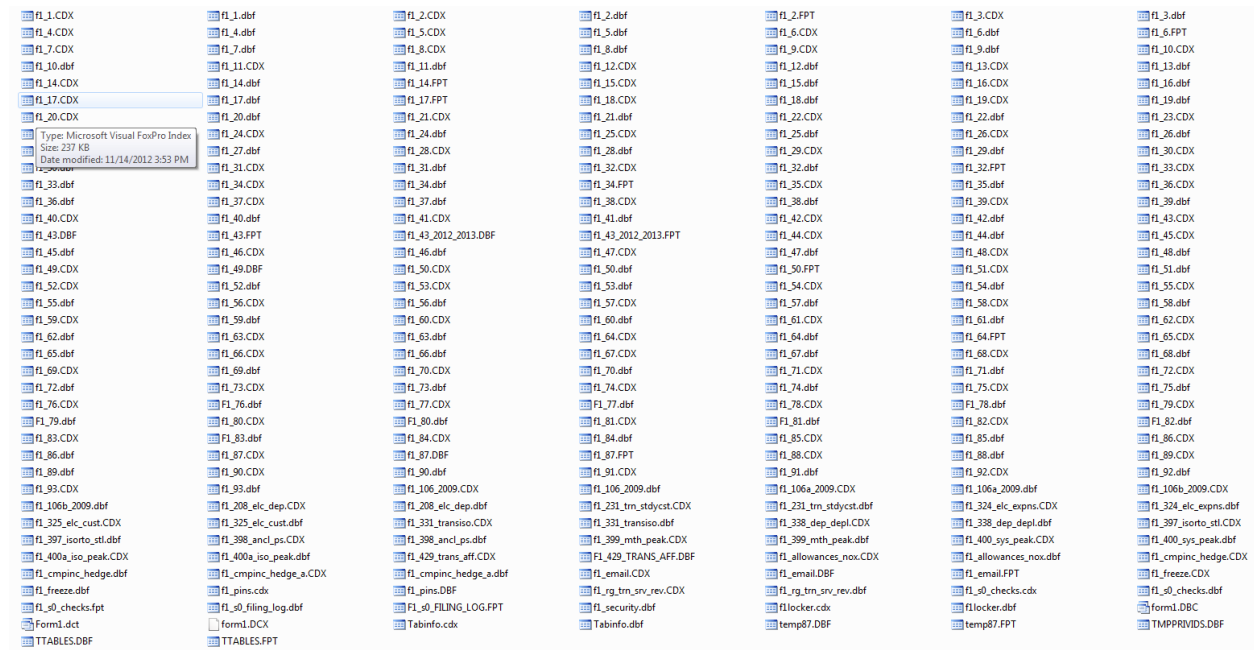 f1_1.CDX f1_1.dbf f1_2.CDX f1_2.dbf f1_2.FPT f1_3.CDX f1_3.dbf
f1_4.CDX f1_4.dbf f1_5.CDX f1_5.dbf f1_6.CDX f1_6.dbf f1_6.FPT
f1_7.CDX f1_7.dbf f1_8.CDX f1_8.dbf f1_9.CDX f1_9.dbf f1_10.CDX
f1_10.dbf f1_11.CDX f1_11.dbf f1_12.CDX f1_12.dbf f1_13.CDX f1_13.dbf
f1_14.CDX f1_14.dbf f1_14.FPT f1_15.CDX f1_15.dbf f1_16.CDX f1_16.dbf
f1_17.CDX f1_17.dbf f1_17.FPT f1_18.CDX f1_18.dbf f1_19.CDX f1_19.dbf
f1_20.CDX f1_20.dbf f1_21.CDX f1_21.dbf f1_22.CDX f1_22.dbf f1_23.CDX
Type: Microsoft Visual FoxPro Index
Size: 237 KB
Date modified: 11/14/2012 3:53 PM
f1_24.CDX f1_24.dbf f1_25.CDX f1_25.dbf f1_26.CDX f1_26.dbf
f1_27.dbf f1_28.CDX f1_28.dbf f1_29.CDX f1_29.dbf f1_30.CDX
f1_31.CDX f1_31.dbf f1_32.CDX f1_32.dbf f1_32.FPT f1_33.CDX
f1_33.dbf f1_34.CDX f1_34.dbf f1_34.FPT f1_35.CDX f1_35.dbf f1_36.CDX
f1_36.dbf f1_37.CDX f1_37.dbf f1_38.CDX f1_38.dbf f1_39.CDX f1_39.dbf
f1_40.CDX f1_40.dbf f1_41.CDX f1_41.dbf f1_42.CDX f1_42.dbf f1_43.CDX
f1_43.DBF f1_43.FPT f1_43_2012_2013.DBF f1_43_2012_2013.FPT f1_44.CDX f1_44.dbf f1_45.CDX
f1_45.dbf f1_46.CDX f1_46.dbf f1_47.CDX f1_47.dbf f1_48.CDX f1_48.dbf
f1_49.CDX f1_49.DBF f1_50.CDX f1_50.dbf f1_50.FPT f1_51.CDX f1_51.dbf
f1_52.CDX f1_52.dbf f1_53.CDX f1_53.dbf f1_54.CDX f1_54.dbf f1_55.CDX
f1_55.dbf f1_56.CDX f1_56.dbf f1_57.CDX f1_57.dbf f1_58.CDX f1_58.dbf
f1_59.CDX f1_59.dbf f1_60.CDX f1_60.dbf f1_61.CDX f1_61.dbf f1_62.CDX
f1_62.dbf f1_63.CDX f1_63.dbf f1_64.CDX f1_64.dbf f1_64.FPT f1_65.CDX
f1_65.dbf f1_66.CDX f1_66.dbf f1_67.CDX f1_67.dbf f1_68.CDX f1_68.dbf
f1_69.CDX f1_69.dbf f1_70.CDX f1_70.dbf f1_71.CDX f1_71.dbf f1_72.CDX
f1_72.dbf f1_73.CDX f1_73.dbf f1_74.CDX f1_74.dbf f1_75.CDX f1_75.dbf
f1_76.CDX F1_76.dbf f1_77.CDX F1_77.dbf f1_78.CDX F1_78.dbf f1_79.CDX
F1_79.dbf f1_80.CDX F1_80.dbf f1_81.CDX F1_81.dbf f1_82.CDX F1_82.dbf
f1_83.CDX F1_83.dbf f1_84.CDX f1_84.dbf f1_85.CDX f1_85.dbf f1_86.CDX
f1_86.dbf f1_87.CDX f1_87.DBF f1_87.FPT f1_88.CDX f1_88.dbf f1_89.CDX
f1_89.dbf f1_90.CDX f1_90.dbf f1_91.CDX f1_91.dbf f1_92.CDX f1_92.dbf
f1_93.CDX f1_93.dbf f1_106_2009.CDX f1_106_2009.dbf f1_106a_2009.CDX f1_106a_2009.dbf f1_106b_2009.CDX
f1_106b_2009.dbf f1_208_elc_dep.CDX f1_208_elc_dep.dbf f1_231_trn_stdycst.CDX f1_231_trn_stdycst.dbf f1_324_elc_expns.CDX f1_324_elc_expns.dbf
f1_325_elc_cust.CDX f1_325_elc_cust.dbf f1_331_transiso.CDX f1_331_transiso.dbf f1_338_dep_depl.CDX f1_338_dep_depl.dbf f1_397_isorto_stl.CDX
f1_397_isorto_stl.dbf f1_398_ancl_ps.CDX f1_398_ancl_ps.dbf f1_399_mth_peak.CDX f1_399_mth_peak.dbf f1_400_sys_peak.CDX f1_400_sys_peak.dbf
f1_400a_iso_peak.CDX f1_400a_iso_peak.dbf f1_429_trans_aff.CDX F1_429_TRANS_AFF.DBF f1_allowances_nox.CDX f1_allowances_nox.dbf f1_cmpinc_hedge.CDX
f1_cmpinc_hedge.dbf f1_cmpinc_hedge_a.CDX f1_cmpinc_hedge_a.dbf f1_email.CDX f1_email.DBF f1_email.FPT f1_freeze.CDX
f1_freeze.dbf f1_pins.cdx f1_pins.DBF f1_rg_trn_srv_rev.CDX f1_rg_trn_srv_rev.dbf f1_s0_checks.cdx f1_s0_checks.dbf
f1_s0_checks.fpt f1_s0_filing_log.dbf F1_s0_FILING_LOG.FPT f1_security.dbf f1locker.cdx f1locker.dbf form1.DBC
Form1.dct form1.DCX Tabinfo.cdx Tabinfo.dbf temp87.DBF temp87.FPT TMPPRIVIDS.DBF
TTABLES.DBF TTABLES.FPT